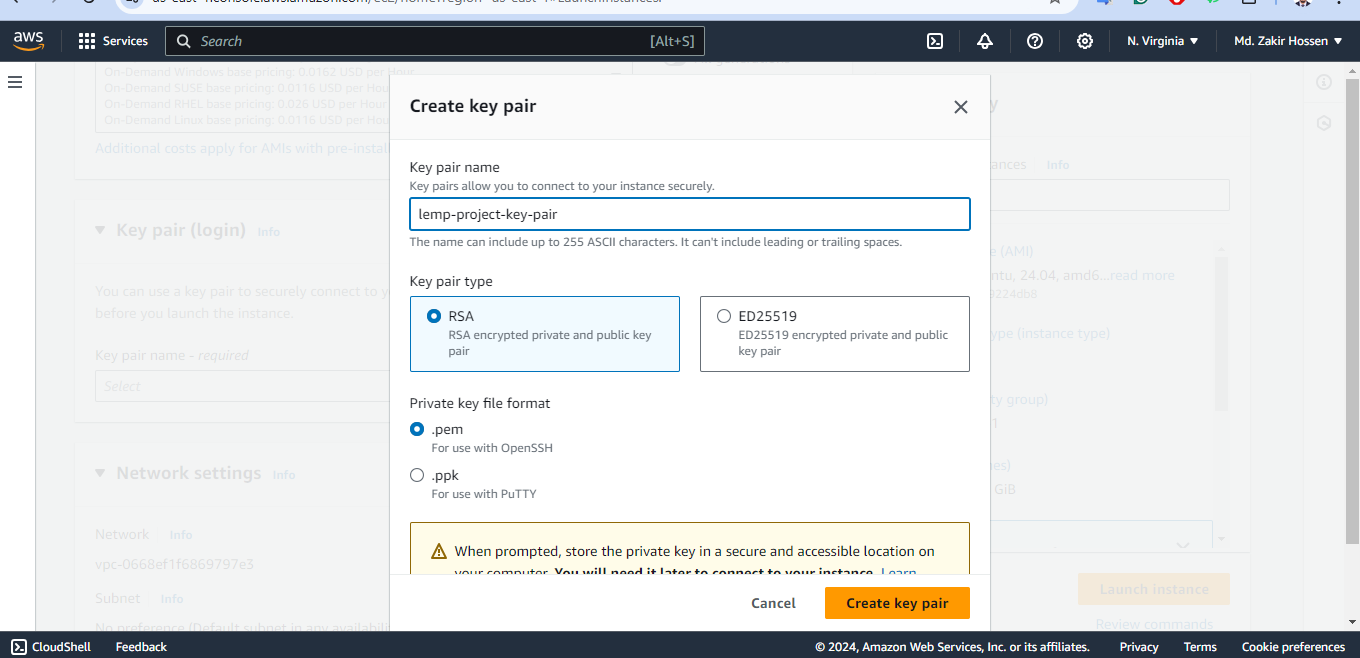 aws
Services
Search
[Alt+S]
N. Virginia
Md. Zakir Hossen
On-Demand Windows base pricing: 0.0162 USD per Hour
On-Demand SUSE base pricing: 0.0116 USD per Hour
On-Demand RHEL base pricing: 0.026 USD per Hour
On-Demand Linux base pricing: 0.0116 USD per Hou
Additional costs apply for AMIs with pre-instal
Key pair (login) Info
You can use a key pair to securely connect to y
before you launch the instance.
Key pair name - required
Select
Network settings Info
Network Info
vpc-0668ef1f6869797e3
Subnet Info
No preference (Default subnet in any availabili
Create key pair
Key pair name
Key pairs allow you to connect to your instance securely.
lemp-project-key-pair
The name can include up to 255 ASCII characters. It can't include leading or trailing spaces.
Key pair type
RSA
RSA encrypted private and public key
pair
ED25519
ED25519 encrypted private and public
key pair
Private key file format
.pem
For use with OpenSSH
.ppk
For use with PuTTY
When prompted, store the private key in a secure and accessible location on
your computer. You will need it later to connect to your instance. Learn
Cancel
Create key pair
ances Info
(AMI)
ntu, 24.04, amd6...read more
9224db8
ype (instance type)
ty group)
GiB
Launch instance
Review commands
CloudShell
Feedback
© 2024, Amazon Web Services, Inc. or its affiliates.
Privacy
Terms
Cookie preferences